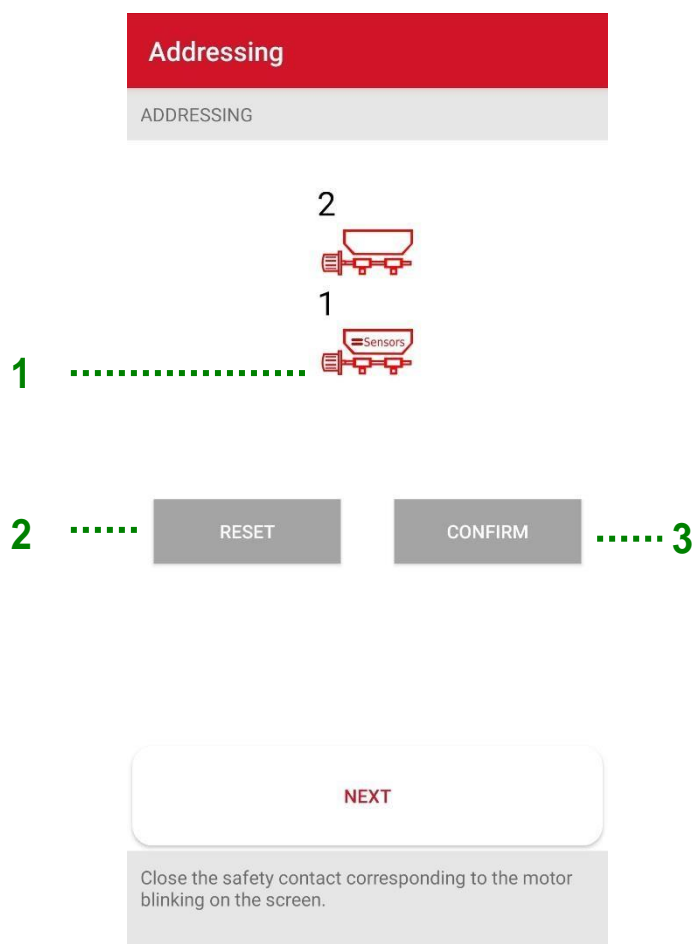 Addressing
ADDRESSING
2
1
Sensors
1
2
RESET
CONFIRM
3
NEXT
Close the safety contact corresponding to the motor
blinking on the screen.